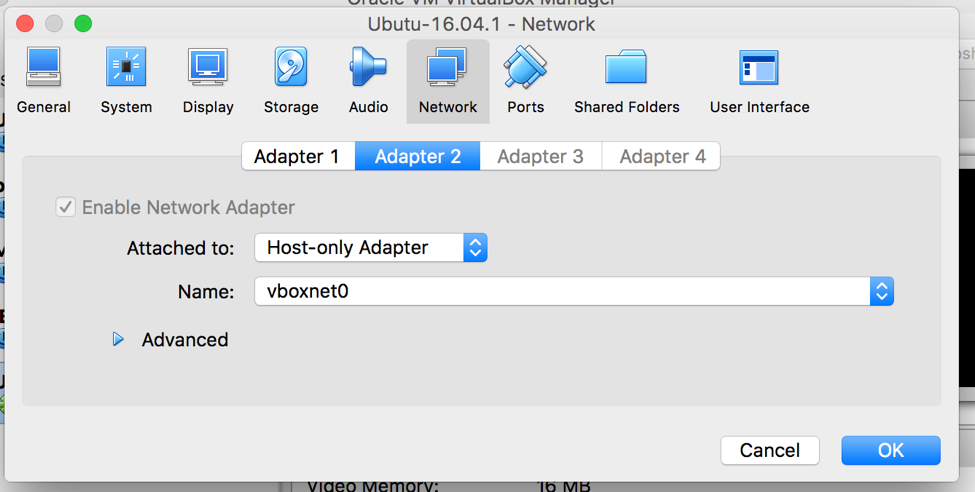 Oracle VM VirtualBox Manager
Ubutu-16.04.1 - Network
General System Display Storage Audio Network Ports Shared Folders User Interface
Adapter 1 Adapter 2 Adapter 3 Adapter 4
Enable Network Adapter
Attached to: Host-only Adapter
Name: vboxnet0
Advanced
Cancel OK
Video Memory: 16 MB